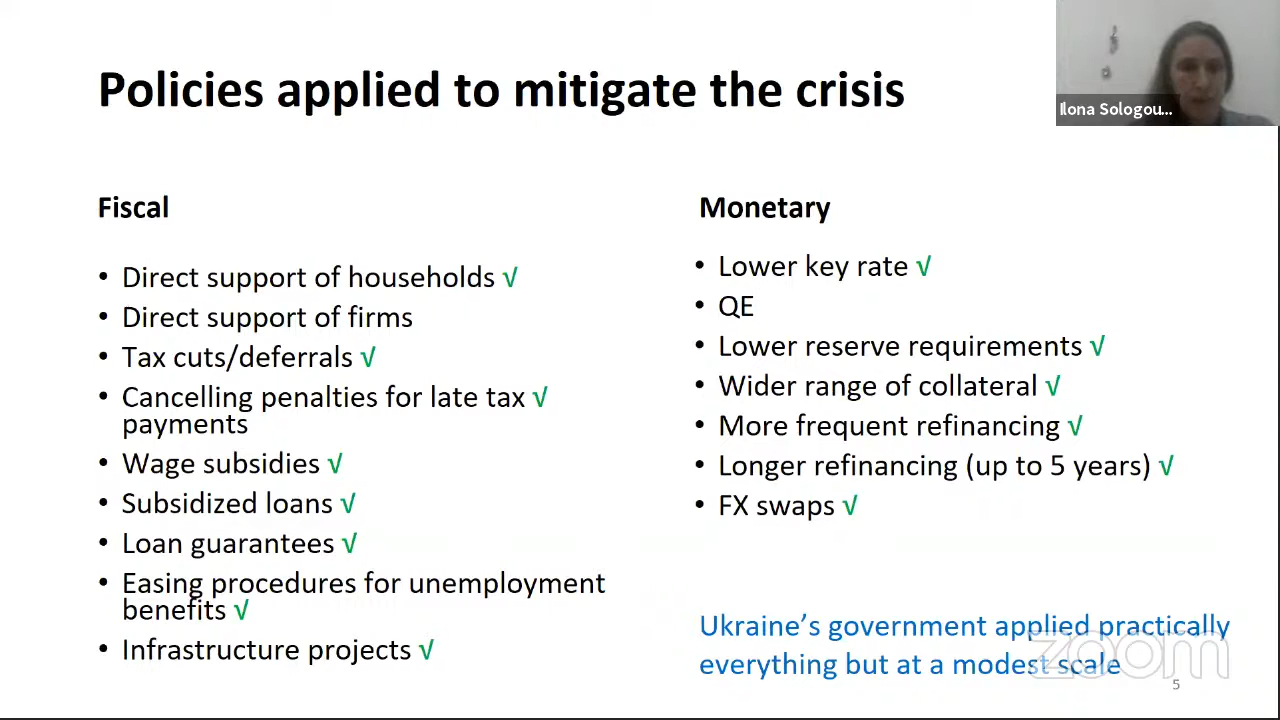 Policies applied to mitigate the crisis
Ilona Sologou...
Fiscal
• Direct support of households √
• Direct support of firms
• Tax cuts/deferrals √
• Cancelling penalties for late tax √
payments
• Wage subsidies √
• Subsidized loans √
• Loan guarantees √
• Easing procedures for unemployment
benefits √
• Infrastructure projects √
Monetary
• Lower key rate √
• QE
• Lower reserve requirements √
• Wider range of collateral √
• More frequent refinancing √
• Longer refinancing (up to 5 years) √
• FX swaps √
Ukraine’s government applied practically
everything but at a modest scale
zoom
5